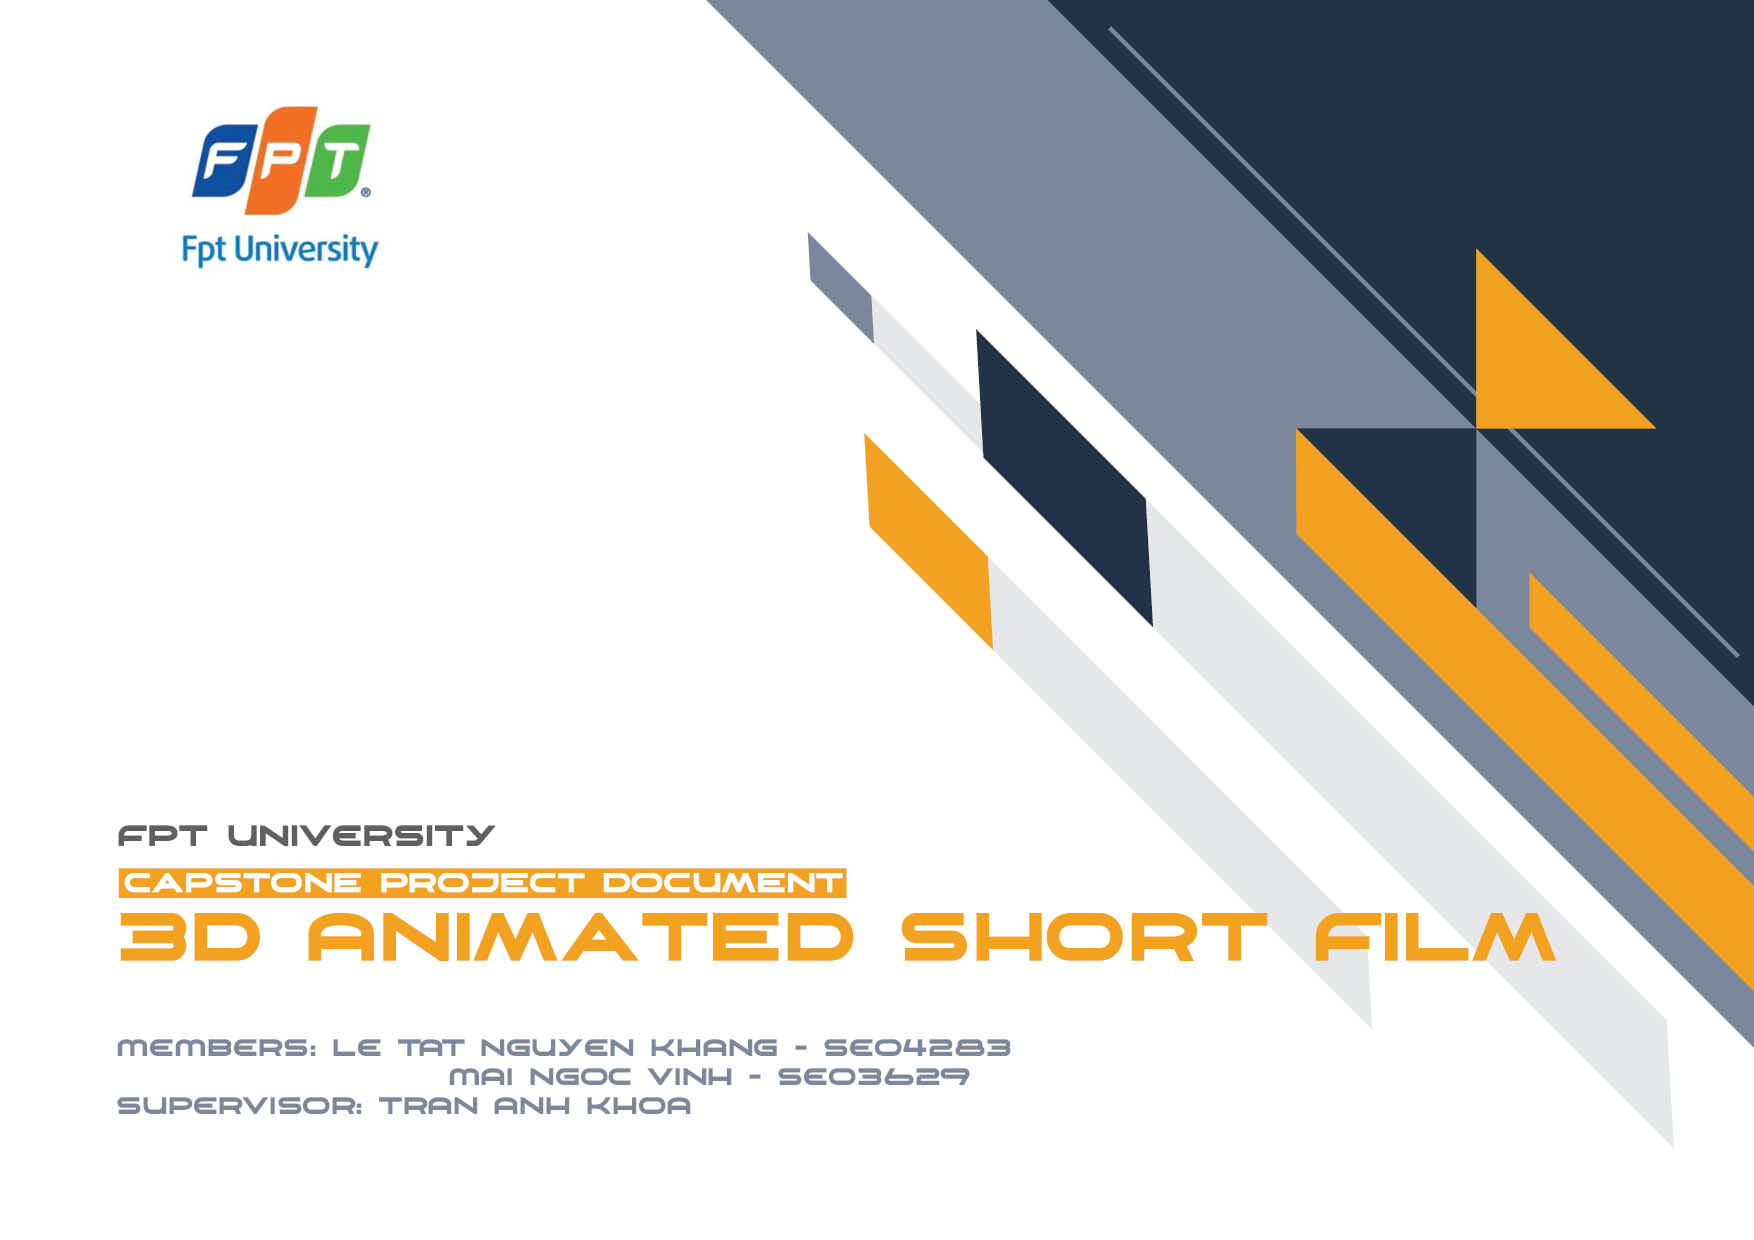 FPT®
Fpt University
FPT UNIVERSITY
CAPSTONE PROJECT DOCUMENT
3D ANIMATED SHORT FILM
MEMBERS: LE TAT NGUYEN KHANG - SE04283
MAI NGOC VINH - SE03629
SUPERVISOR: TRAN ANH KHOA